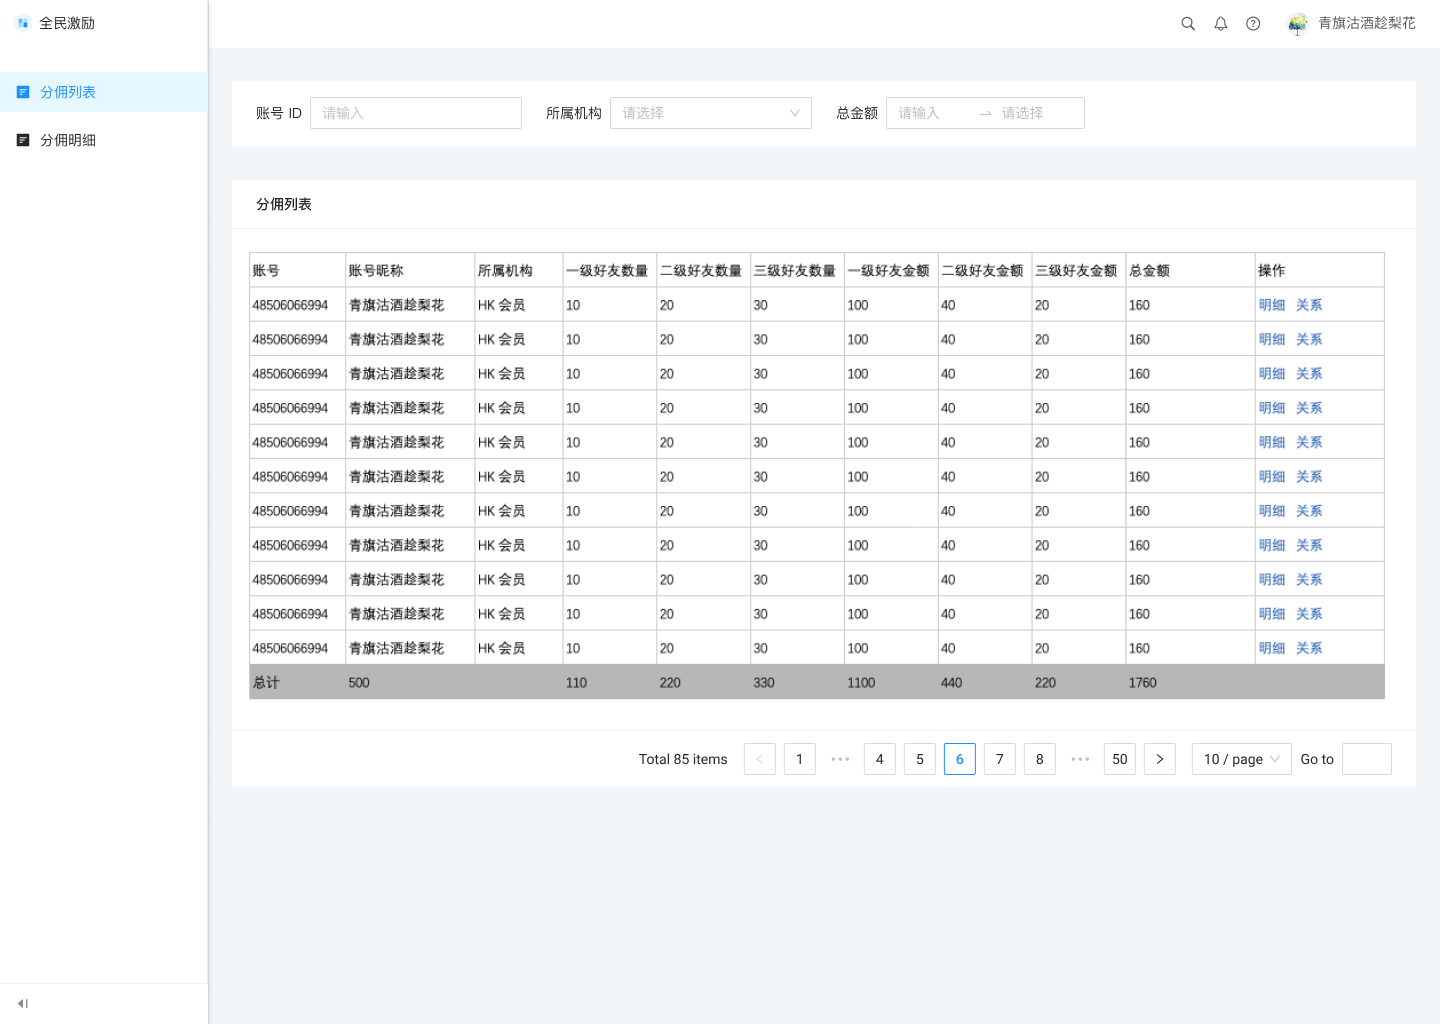 全民激励
青旗沽酒趁梨花
分佣列表
分佣明细
账号 ID 请输入 所属机构 请选择 总金额 请输入 请选择
分佣列表
账号 账号昵称 所属机构 一级好友数量 二级好友数量 三级好友数量 一级好友金额 二级好友金额 三级好友金额 总金额 操作
48506066994 青旗沽酒趁梨花 HK 会员 10 20 30 100 40 20 160 明细 关系
48506066994 青旗沽酒趁梨花 HK 会员 10 20 30 100 40 20 160 明细 关系
48506066994 青旗沽酒趁梨花 HK 会员 10 20 30 100 40 20 160 明细 关系
48506066994 青旗沽酒趁梨花 HK 会员 10 20 30 100 40 20 160 明细 关系
48506066994 青旗沽酒趁梨花 HK 会员 10 20 30 100 40 20 160 明细 关系
48506066994 青旗沽酒趁梨花 HK 会员 10 20 30 100 40 20 160 明细 关系
48506066994 青旗沽酒趁梨花 HK 会员 10 20 30 100 40 20 160 明细 关系
48506066994 青旗沽酒趁梨花 HK 会员 10 20 30 100 40 20 160 明细 关系
48506066994 青旗沽酒趁梨花 HK 会员 10 20 30 100 40 20 160 明细 关系
48506066994 青旗沽酒趁梨花 HK 会员 10 20 30 100 40 20 160 明细 关系
48506066994 青旗沽酒趁梨花 HK 会员 10 20 30 100 40 20 160 明细 关系
总计 500 110 220 330 1100 440 220 1760
Total 85 items < 1 ••• 4 5 6 7 8 ••• 50 > 10 / page Go to